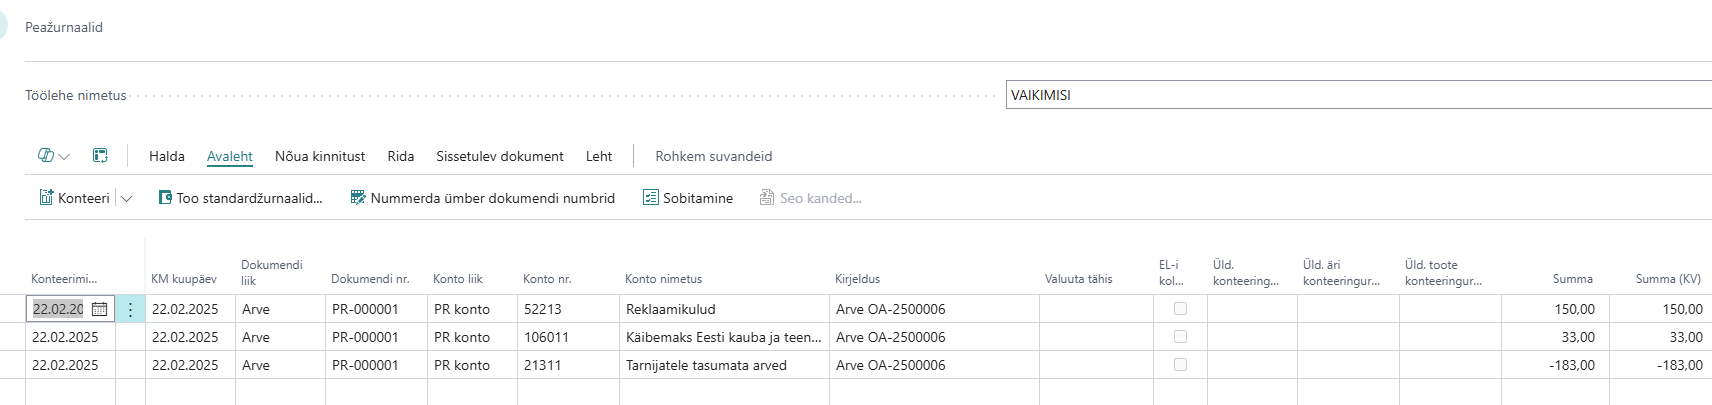 Peažurnaalid
Töölehe nimetus VAIKIMISI
Halda Avaleht Nõua kinnitust Rida Sissetulev dokument Leht Rohkem suvandeid
Konteeri Too standardžurnaalid... Nummerda ümber dokumendi numbrid Sobitamine Seo kanded...
Konteerimi... KM kuupäev Dokumendi liik Dokumendi nr. Konto liik Konto nr. Konto nimetus Kirjeldus Valuuta tähis EL-i kol... Üld. konteering... Üld. äri konteeringur... Üld. toote konteeringur... Summa Summa (KV)
22.02.20 22.02.2025 Arve PR-000001 PR konto 52213 Reklaamikulud Arve OA-2500006 150,00 150,00
22.02.2025 22.02.2025 Arve PR-000001 PR konto 106011 Käibemaks Eesti kauba ja teen... Arve OA-2500006 33,00 33,00
22.02.2025 22.02.2025 Arve PR-000001 PR konto 21311 Tarnijatele tasumata arved Arve OA-2500006 -183,00 -183,00